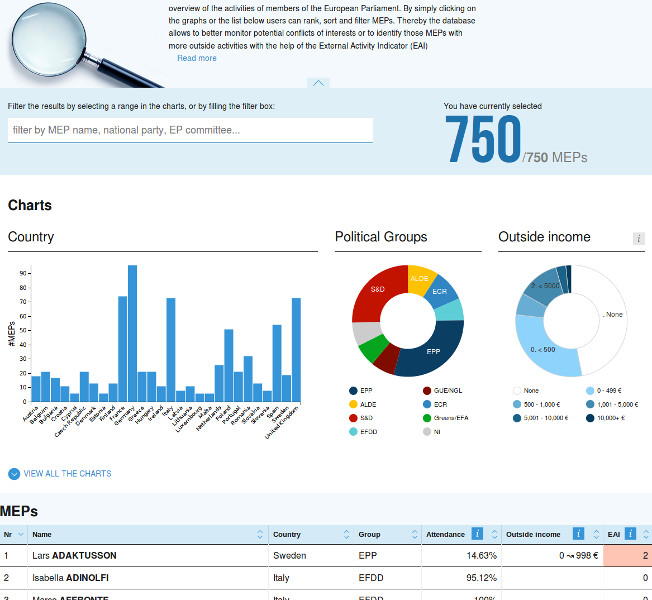 overview of the activities of members of the European Parliament. By simply clicking on
the graphs or the list below users can rank, sort and filter MEPs. Thereby the database
allows to better monitor potential conflicts of interests or to identify those MEPs with
more outside activities with the help of the External Activity Indicator (EAI)
Read more
Filter the results by selecting a range in the charts, or by filling the filter box:
filter by MEP name, national party, EP committee...
You have currently selected
750/750 MEPs
Charts
Country
#MEPs
90
80
70
60
50
40
30
20
10
0
Austria
Belgium
Bulgaria
Croatia
Cyprus
Czech Republic
Denmark
Estonia
Finland
France
Germany
Greece
Hungary
Ireland
Italy
Latvia
Lithuania
Luxembourg
Malta
Netherlands
Poland
Portugal
Romania
Slovakia
Slovenia
Spain
Sweden
United Kingdom
Political Groups
ALDE
ECR
S&D
EPP
EPP
GUE/NGL
ALDE
ECR
S&D
Greens/EFA
EFDD
NI
Outside income
i
2. < 5000
. None
0. < 500
None
0 - 499 €
500 - 1,000 €
1,001 - 5,000 €
5,001 - 10,000 €
10,000+ €
VIEW ALL THE CHARTS
MEPs
Nr Name Country Group Attendance i Outside income i EAI i
1 Lars ADAKTUSSON Sweden EPP 14.63% 0 ↝ 998 € 2
2 Isabella ADINOLFI Italy EFDD 95.12% 0
3 Marco AFFRONTE Italy EFDD 100% 0